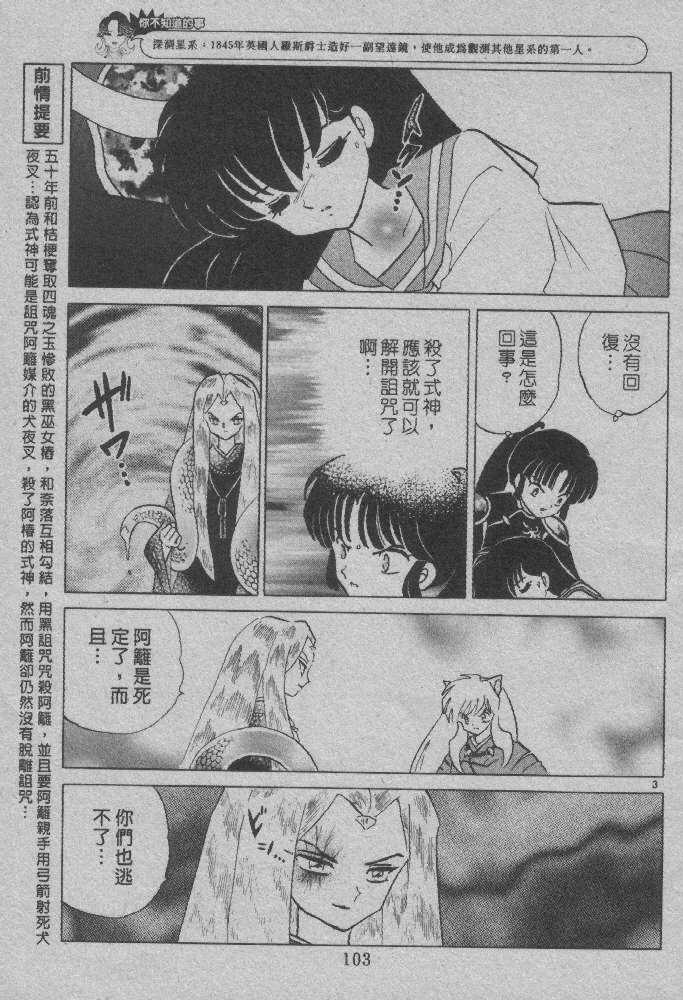 你不知道的事
深測星系：1845年英國人羅斯爵士造好一副望遠鏡，使他成為觀測其他星系的第一人。
前情提要
五十年前和桔梗奪取四魂之玉慘敗的黑巫女椿，和奈落互相勾結，用黑詛咒咒殺阿籬，並且要阿籬親手用弓箭射死犬
夜叉…認為式神可能是詛咒阿籬媒介的犬夜叉，殺了阿椿的式神，然而阿籬卻仍然沒有脫離詛咒…
沒有回
復…
這是怎麼
回事？
殺了式神，
應該就可以
解開詛咒了
啊…
ザワ…
阿籬是死
定了，而
且…
3
你們也逃
不了…
ビ…
103